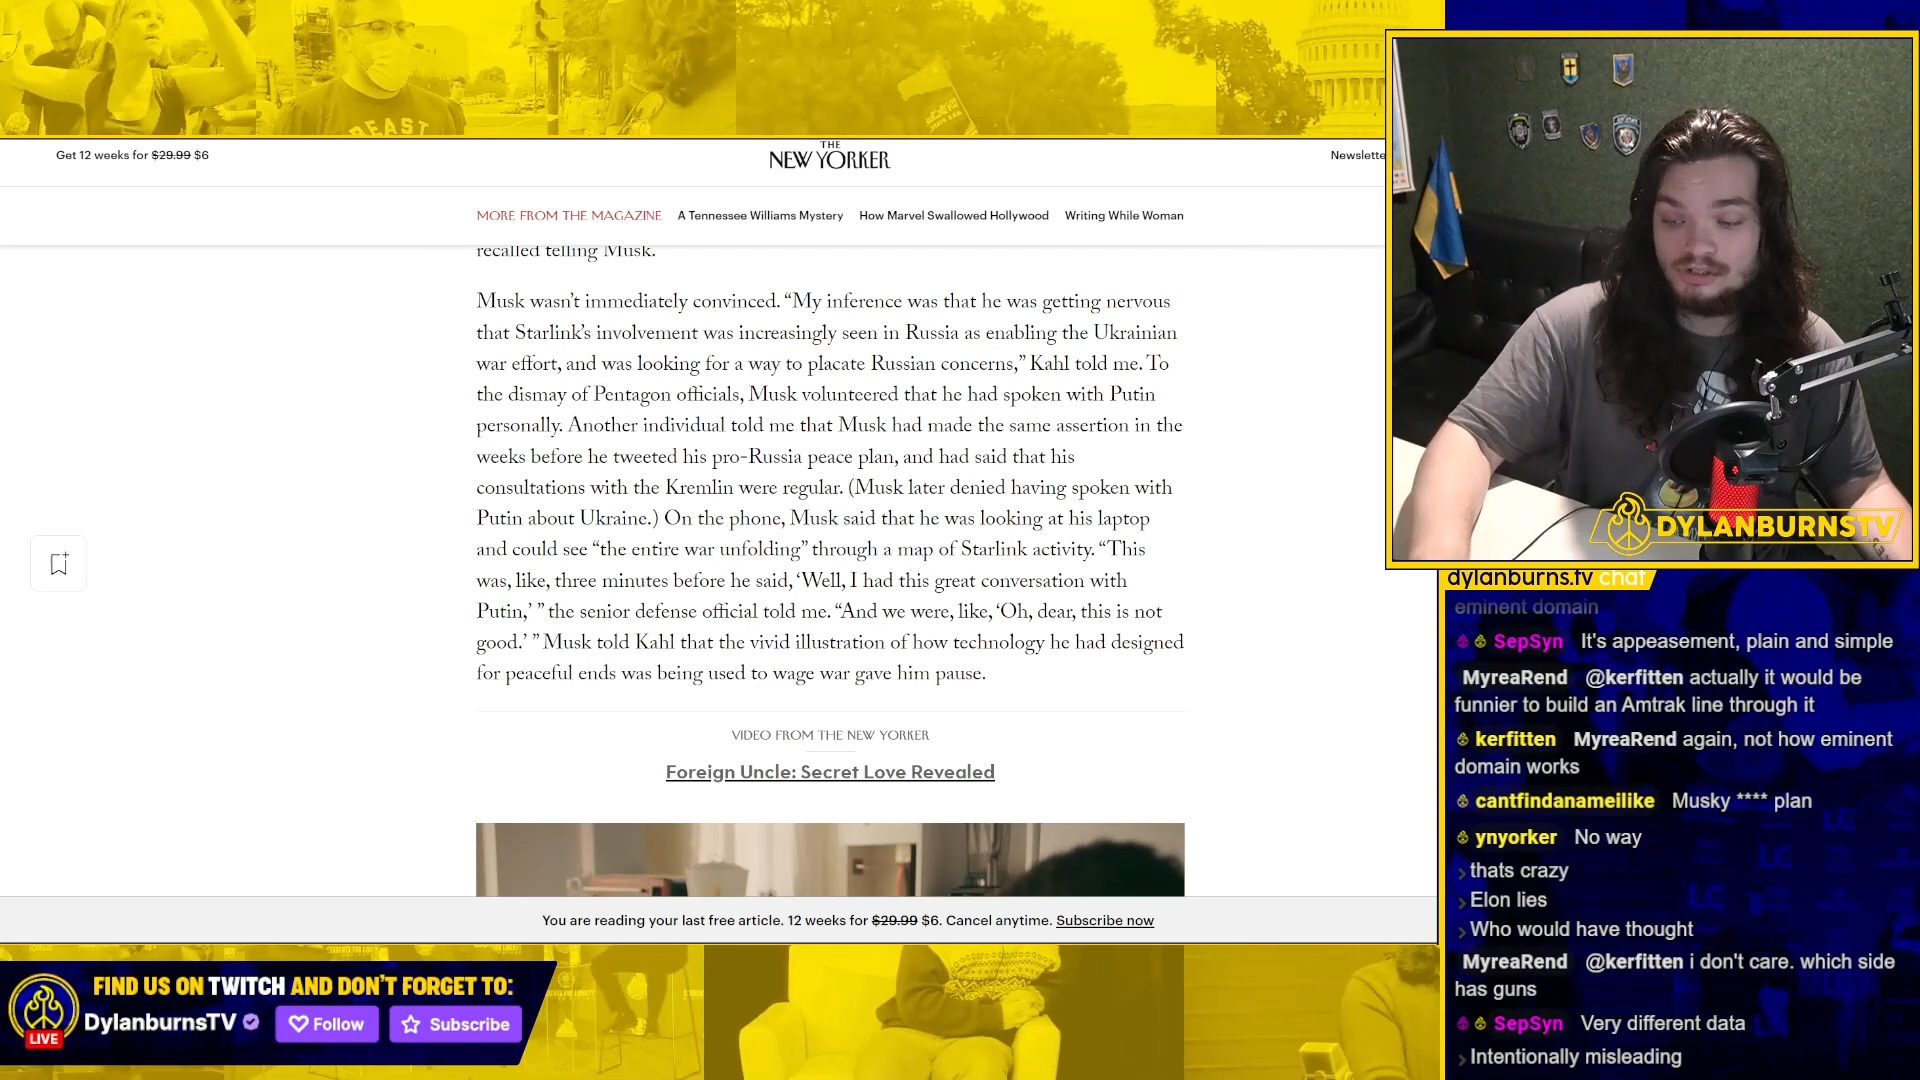 BEAST
Get 12 weeks for $29.99 $6
THE
NEW YORKER
Newslette
MORE FROM THE MAGAZINE A Tennessee Williams Mystery How Marvel Swallowed Hollywood Writing While Woman
recalled telling Musk.
Musk wasn't immediately convinced. “My inference was that he was getting nervous
that Starlink's involvement was increasingly seen in Russia as enabling the Ukrainian
war effort, and was looking for a way to placate Russian concerns,” Kahl told me. To
the dismay of Pentagon officials, Musk volunteered that he had spoken with Putin
personally. Another individual told me that Musk had made the same assertion in the
weeks before he tweeted his pro-Russia peace plan, and had said that his
consultations with the Kremlin were regular. (Musk later denied having spoken with
Putin about Ukraine.) On the phone, Musk said that he was looking at his laptop
and could see “the entire war unfolding” through a map of Starlink activity. “This
was, like, three minutes before he said, ‘Well, I had this great conversation with
Putin,’ ” the senior defense official told me. “And we were, like, ‘Oh, dear, this is not
good.’ ” Musk told Kahl that the vivid illustration of how technology he had designed
for peaceful ends was being used to wage war gave him pause.
VIDEO FROM THE NEW YORKER
Foreign Uncle: Secret Love Revealed
You are reading your last free article. 12 weeks for $29.99 $6. Cancel anytime. Subscribe now
FIND US ON TWITCH AND DON'T FORGET TO:
DylanburnsTV Follow Subscribe
LIVE
DYLANBURNSTV
dylanburns.tv chat
eminent domain
SepSyn It's appeasement, plain and simple
MyreaRend @kerfitten actually it would be
funnier to build an Amtrak line through it
kerfitten MyreaRend again, not how eminent
domain works
cantfindanameilike Musky **** plan
ynyorker No way
thats crazy
Elon lies
Who would have thought
MyreaRend @kerfitten i don't care. which side
has guns
SepSyn Very different data
Intentionally misleading